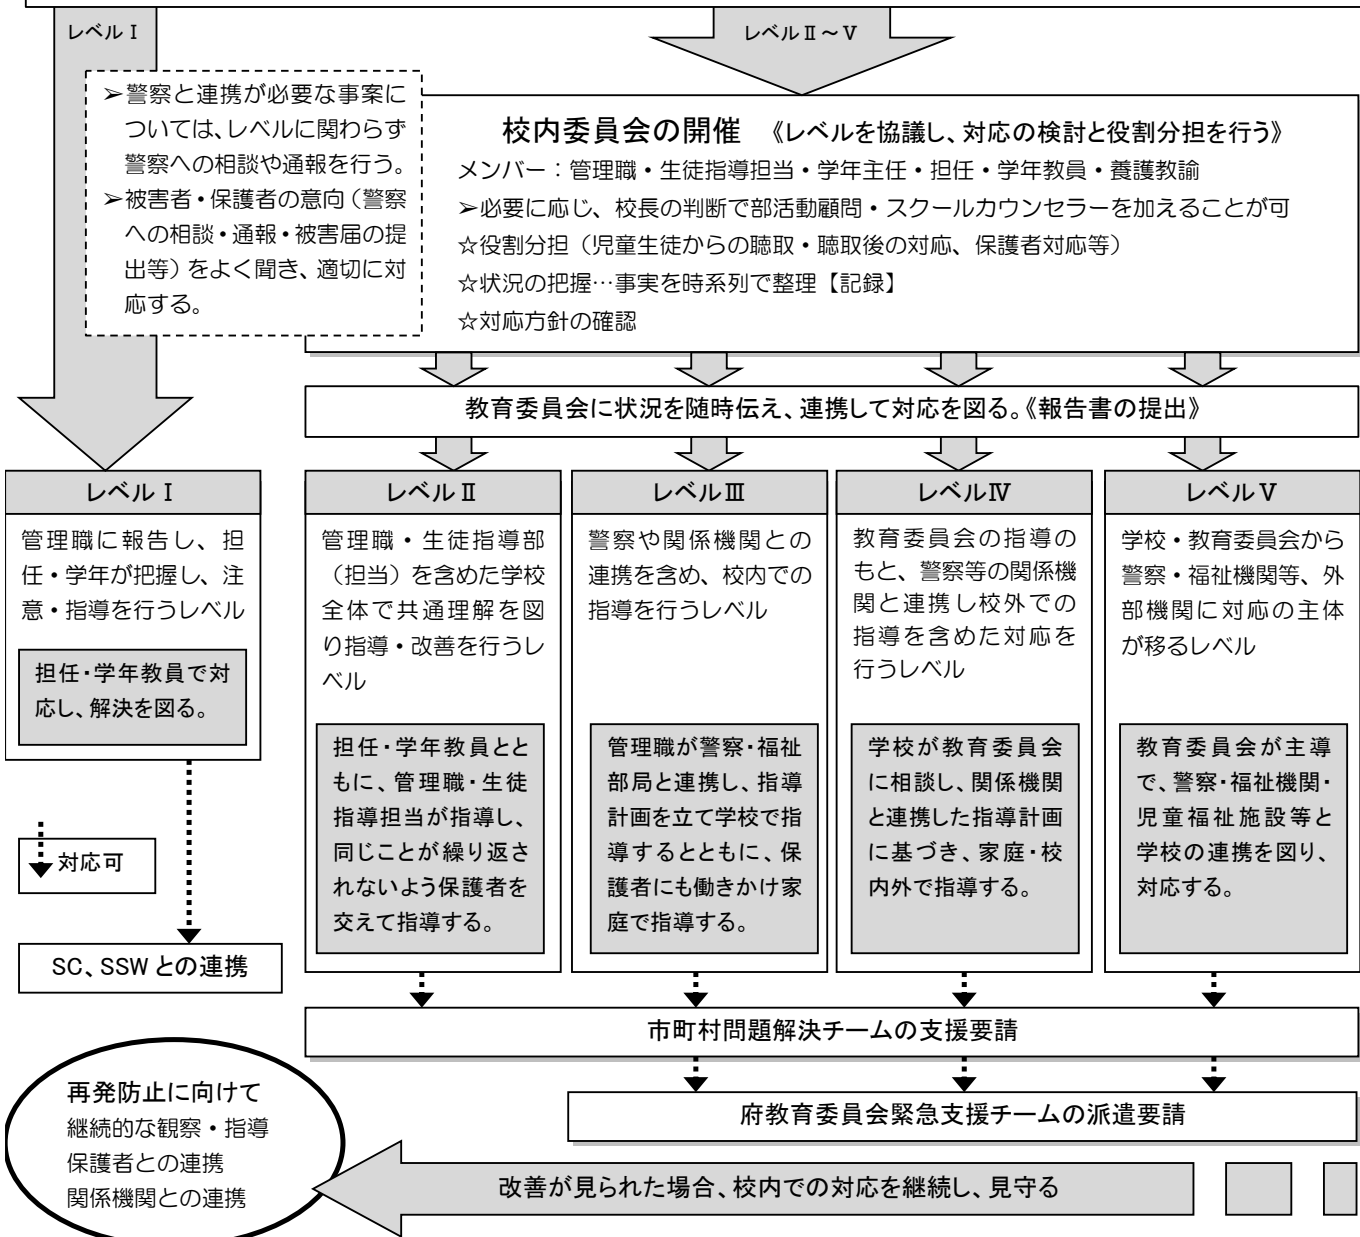 レベルⅠ
レベルⅡ～Ⅴ
➢警察と連携が必要な事案に
ついては、レベルに関わらず
警察への相談や通報を行う。
➢被害者・保護者の意向（警察
への相談・通報・被害届の提
出等）をよく聞き、適切に対
応する。
校内委員会の開催　《レベルを協議し、対応の検討と役割分担を行う》
メンバー：管理職・生徒指導担当・学年主任・担任・学年教員・養護教諭
➢必要に応じ、校長の判断で部活動顧問・スクールカウンセラーを加えることが可
☆役割分担（児童生徒からの聴取・聴取後の対応、保護者対応等）
☆状況の把握…事実を時系列で整理【記録】
☆対応方針の確認
教育委員会に状況を随時伝え、連携して対応を図る。《報告書の提出》
レベルⅠ
管理職に報告し、担
任・学年が把握し、注
意・指導を行うレベル
担任・学年教員で対
応し、解決を図る。
レベルⅡ
管理職・生徒指導部
（担当）を含めた学校
全体で共通理解を図
り指導・改善を行うレ
ベル
担任・学年教員とと
もに、管理職・生徒
指導担当が指導し、
同じことが繰り返さ
れないよう保護者を
交えて指導する。
レベルⅢ
警察や関係機関との
連携を含め、校内での
指導を行うレベル
管理職が警察・福祉
部局と連携し、指導
計画を立て学校で指
導するとともに、保
護者にも働きかけ家
庭で指導する。
レベルⅣ
教育委員会の指導の
もと、警察等の関係機
関と連携し校外での
指導を含めた対応を
行うレベル
学校が教育委員会
に相談し、関係機関
と連携した指導計画
に基づき、家庭・校
内外で指導する。
レベルⅤ
学校・教育委員会から
警察・福祉機関等、外
部機関に対応の主体
が移るレベル
教育委員会が主導
で、警察・福祉機関・
児童福祉施設等と
学校の連携を図り、
対応する。
対応可
SC、SSWとの連携
市町村問題解決チームの支援要請
府教育委員会緊急支援チームの派遣要請
再発防止に向けて
継続的な観察・指導
保護者との連携
関係機関との連携
改善が見られた場合、校内での対応を継続し、見守る